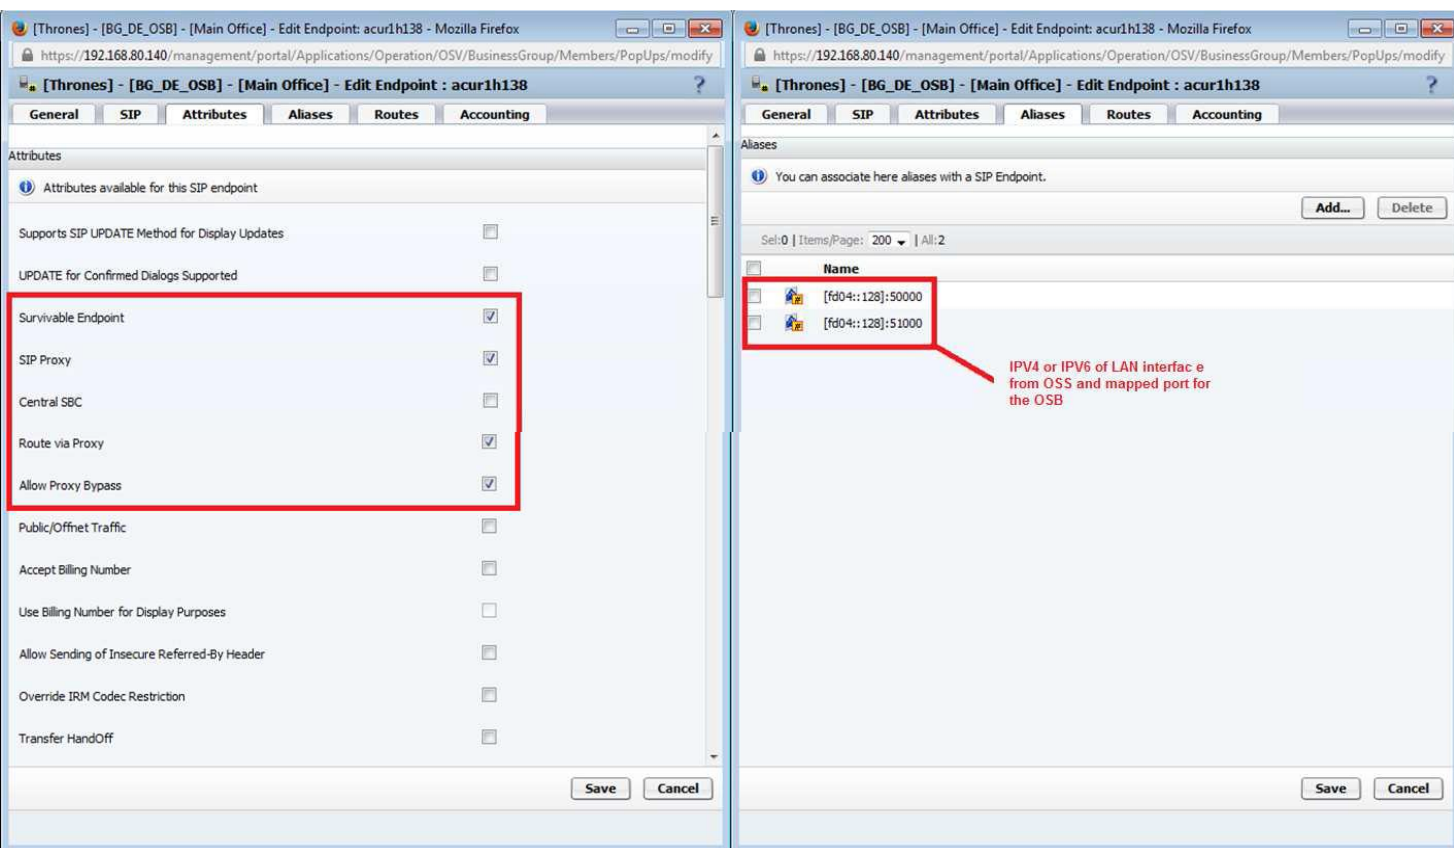 [Thrones] - [BG_DE_OSB] - [Main Office] - Edit Endpoint: acur1h138 - Mozilla Firefox
https://192.168.80.140/management/portal/Applications/Operation/OSV/BusinessGroup/Members/PopUps/modify
[Thrones] - [BG_DE_OSB] - [Main Office] - Edit Endpoint : acur1h138
?
General SIP Attributes Aliases Routes Accounting
Attributes
Attributes available for this SIP endpoint
Supports SIP UPDATE Method for Display Updates
UPDATE for Confirmed Dialogs Supported
Survivable Endpoint
SIP Proxy
Central SBC
Route via Proxy
Allow Proxy Bypass
Public/Offnet Traffic
Accept Billing Number
Use Billing Number for Display Purposes
Allow Sending of Insecure Referred-By Header
Override IRM Codec Restriction
Transfer HandOff
Save Cancel
[Thrones] - [BG_DE_OSB] - [Main Office] - Edit Endpoint: acur1h138 - Mozilla Firefox
https://192.168.80.140/management/portal/Applications/Operation/OSV/BusinessGroup/Members/PopUps/modify
[Thrones] - [BG_DE_OSB] - [Main Office] - Edit Endpoint : acur1h138
?
General SIP Attributes Aliases Routes Accounting
Aliases
You can associate here aliases with a SIP Endpoint.
Add... Delete
Sel:0 | Items/Page: 200 | All:2
Name
[fd04::128]:50000
[fd04::128]:51000
IPV4 or IPV6 of LAN interfac e
from OSS and mapped port for
the OSB
Save Cancel